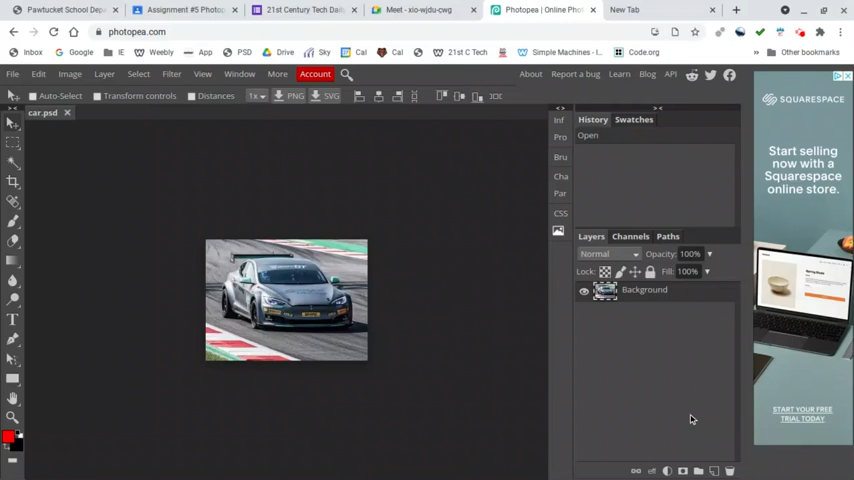 Pawtucket School Depa
Assignment #5 Photop
21st Century Tech Daily
Meet - xio-wjdu-cwg
Photopea | Online Phot
New Tab
photopea.com
Inbox
Google
IE
Weebly
App
PSD
Drive
Sky
Cal
Cal
21st C Tech
Simple Machines - I...
Code.org
Other bookmarks
File Edit Image Layer Select Filter View Window More Account
About Report a bug Learn Blog API
Auto-Select Transform controls Distances 1x PNG SVG
car.psd
Inf
Pro
Bru
Cha
Par
CSS
History Swatches
Open
Layers Channels Paths
Normal Opacity: 100%
Lock: Fill: 100%
Background
SQUARESPACE
Start selling
now with a
Squarespace
online store.
START YOUR FREE
TRIAL TODAY